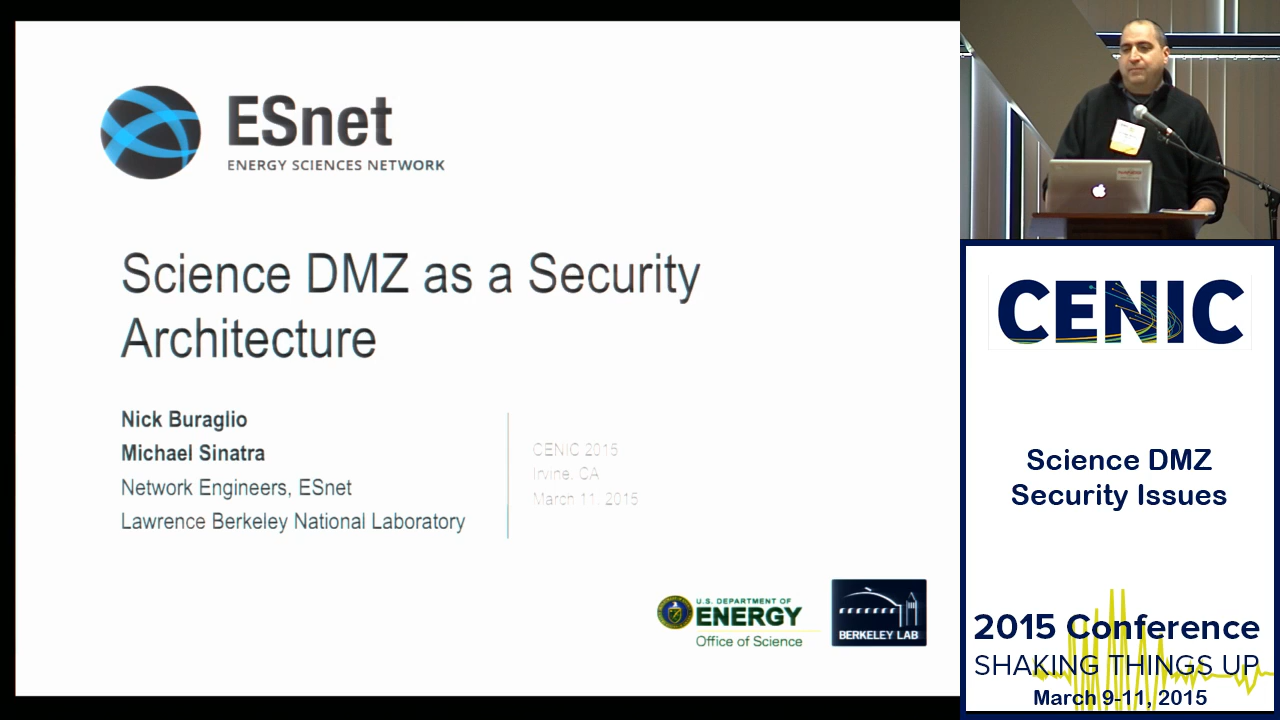 ESnet
ENERGY SCIENCES NETWORK
Science DMZ as a Security
Architecture
Nick Buraglio
Michael Sinatra
Network Engineers, ESnet
Lawrence Berkeley National Laboratory
CENIC 2015
Irvine, CA
March 11, 2015
U.S. DEPARTMENT OF
ENERGY
Office of Science
BERKELEY LAB
CENIC
Science DMZ
Security Issues
2015 Conference
SHAKING THINGS UP
March 9-11, 2015